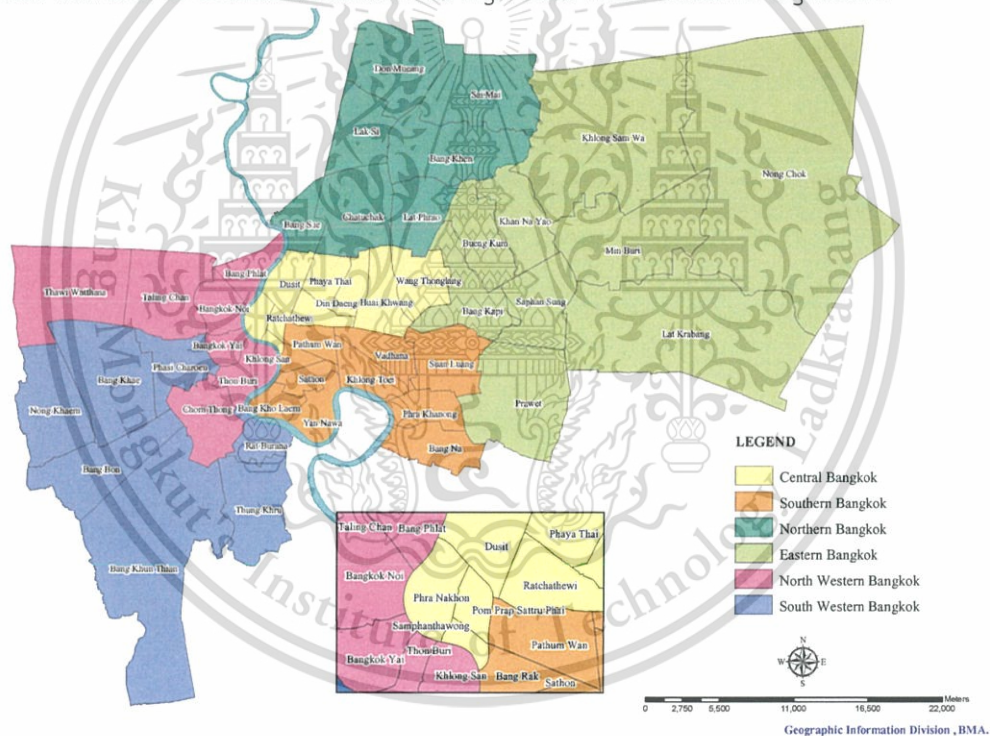 Don Mueang
Sai Mai
Lak Si
Bang Khen
Khlong Sam Wa
Nong Chok
Bang Sue
Chatuchak
Lat Phrao
Khan Na Yao
Bueng Kum
Min Buri
Bang Phlat
Dusit
Phaya Thai
Wang Thonglang
Thawi Watthana
Taling Chan
Bangkok Noi
Din Daeng
Huai Khwang
Ratchathewi
Bang Kapi
Saphan Sung
Lat Krabang
Bangkok Yai
Pathum Wan
Khlong San
Vadhana
Suan Luang
Phasi Charoen
Bang Khae
Thon Buri
Sathon
Khlong Toei
Nong Khaem
Chom Thong
Bang Kho Laem
Yan Nawa
Phra Khanong
Prawet
Rat Burana
Bang Na
Bang Bon
Thung Khru
Bang Khun Thian
LEGEND
Central Bangkok
Southern Bangkok
Northern Bangkok
Eastern Bangkok
North Western Bangkok
South Western Bangkok
Taling Chan
Bang Phlat
Dusit
Phaya Thai
Bangkok Noi
Ratchathewi
Phra Nakhon
Pom Prap Sattru Phai
Samphanthawong
Thon Buri
Pathum Wan
Bangkok Yai
Khlong San
Bang Rak
Sathon
N
W E
S
Meters
0 2,750 5,500 11,000 16,500 22,000
Geographic Information Division , BMA.
King Mongkut's Institute of Technology Ladkrabang